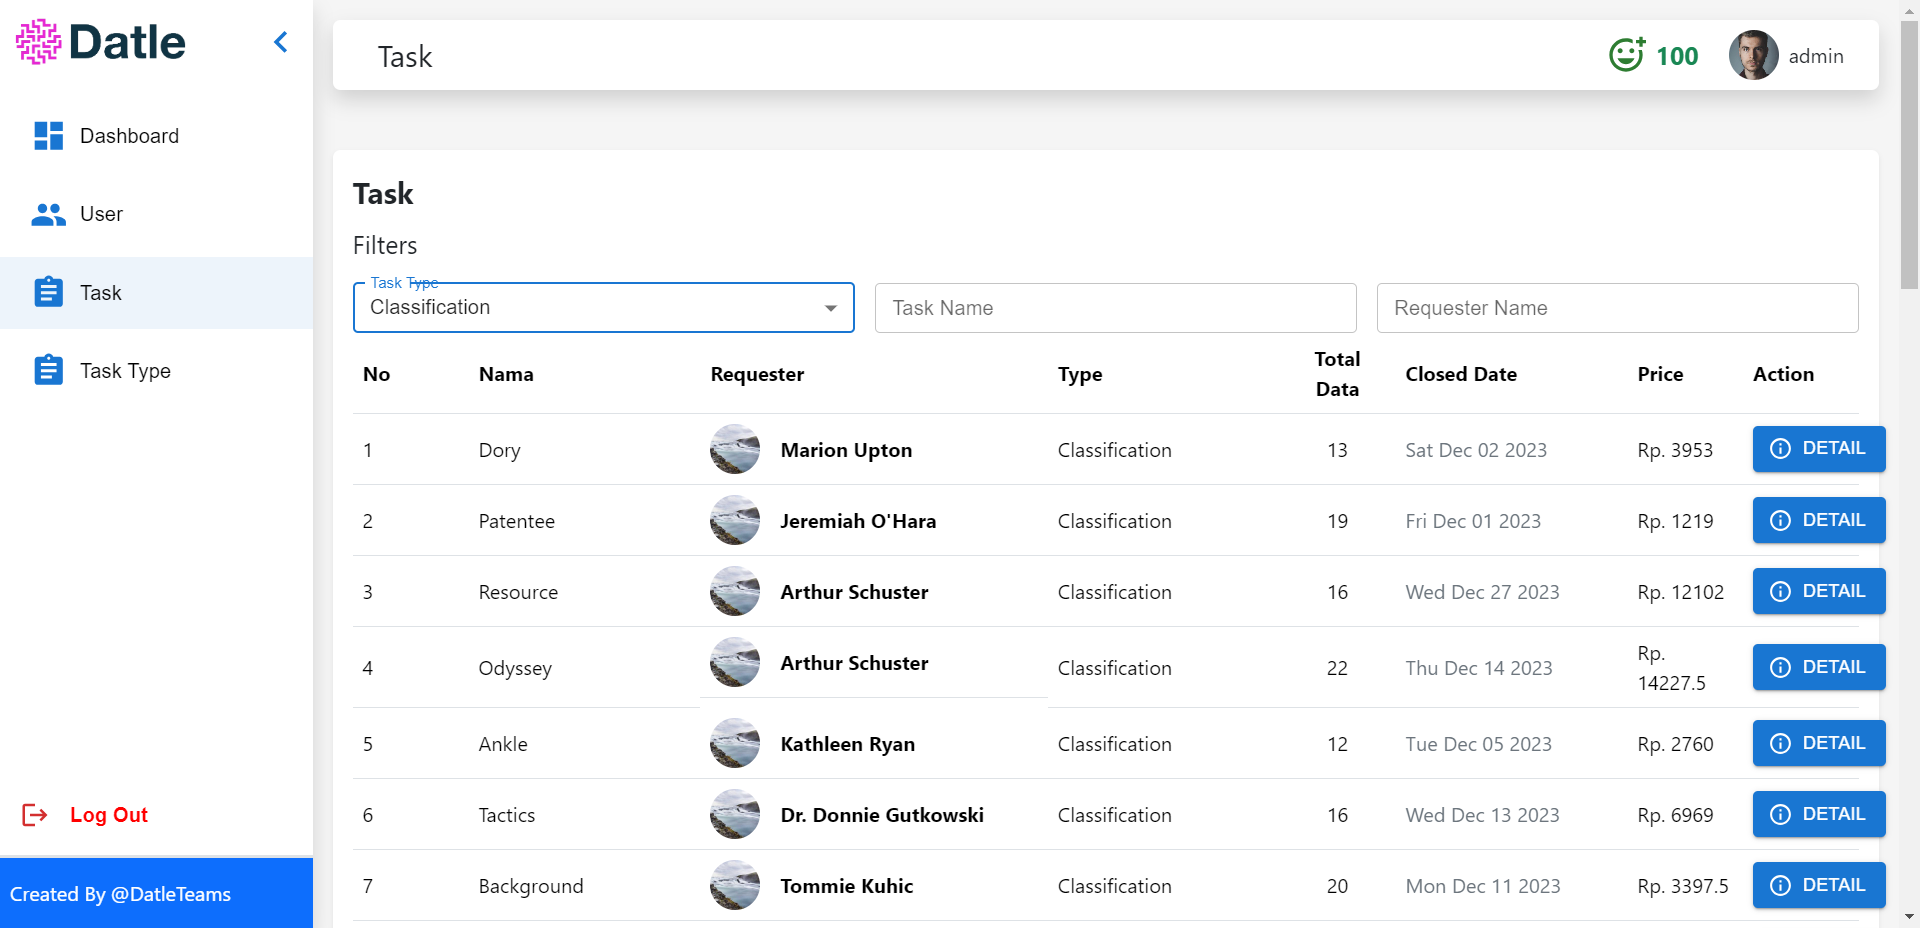 Datle
Task
100
admin
Dashboard
User
Task
Task Type
Log Out
Created By @DatleTeams
Task
Filters
Task Type
Classification
Task Name
Requester Name
No Nama Requester Type Total Data Closed Date Price Action
1 Dory Marion Upton Classification 13 Sat Dec 02 2023 Rp. 3953 DETAIL
2 Patentee Jeremiah O'Hara Classification 19 Fri Dec 01 2023 Rp. 1219 DETAIL
3 Resource Arthur Schuster Classification 16 Wed Dec 27 2023 Rp. 12102 DETAIL
4 Odyssey Arthur Schuster Classification 22 Thu Dec 14 2023 Rp. 14227.5 DETAIL
5 Ankle Kathleen Ryan Classification 12 Tue Dec 05 2023 Rp. 2760 DETAIL
6 Tactics Dr. Donnie Gutkowski Classification 16 Wed Dec 13 2023 Rp. 6969 DETAIL
7 Background Tommie Kuhic Classification 20 Mon Dec 11 2023 Rp. 3397.5 DETAIL